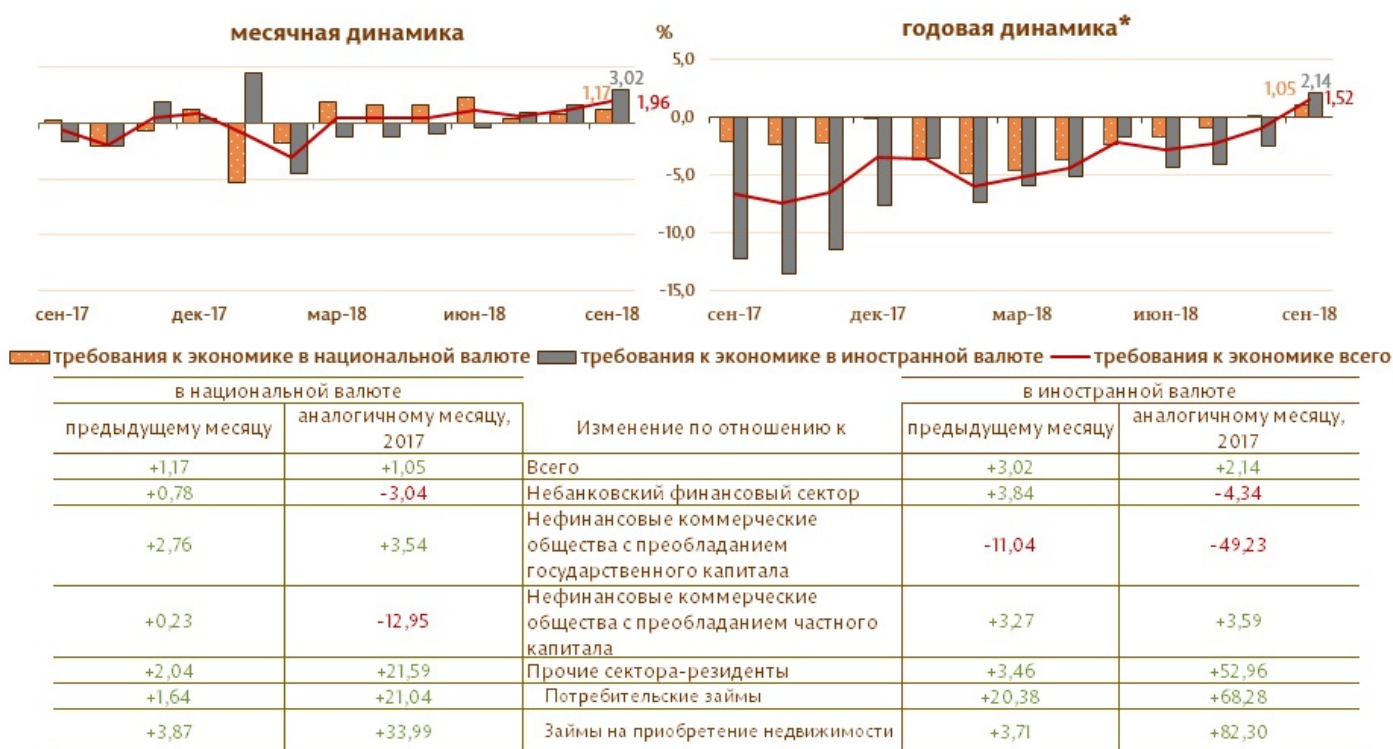 месячная динамика
%
годовая динамика*
5,0
0,0
-5,0
-10,0
-15,0
1,17
3,02
1,96
1,05
2,14
1,52
сен-17 дек-17 мар-18 июн-18 сен-18
сен-17 дек-17 мар-18 июн-18 сен-18
требования к экономике в национальной валюте требования к экономике в иностранной валюте требования к экономике всего
в национальной валюте в иностранной валюте
предыдущему месяцу аналогичному месяцу, 2017 Изменение по отношению к предыдущему месяцу аналогичному месяцу, 2017
+1,17 +1,05 Всего +3,02 +2,14
+0,78 -3,04 Небанковский финансовый сектор +3,84 -4,34
Нефинансовые коммерческие
+2,76 +3,54 общества с преобладанием -11,04 -49,23
государственного капитала
Нефинансовые коммерческие
+0,23 -12,95 общества с преобладанием частного +3,27 +3,59
капитала
+2,04 +21,59 Прочие сектора-резиденты +3,46 +52,96
+1,64 +21,04 Потребительские займы +20,38 +68,28
+3,87 +33,99 Займы на приобретение недвижимости +3,71 +82,30